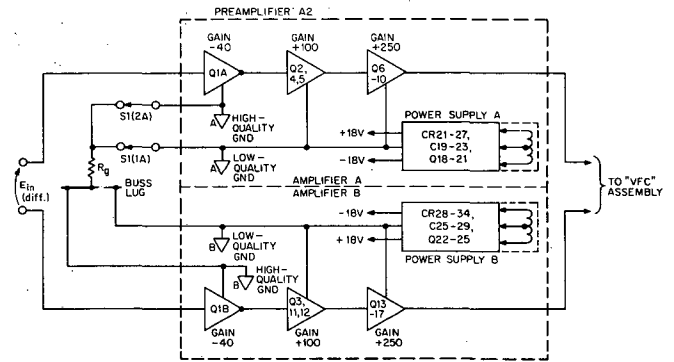 PREAMPLIFIER A2
GAIN
-40
GAIN
+100
GAIN
+250
Q1A
Q2,
4,5
Q6
-10
S1(2A)
A
HIGH-
QUALITY
GND
POWER SUPPLY A
+18V
-18V
CR21-27,
C19-23,
Q18-21
S1(1A)
A
LOW-
QUALITY
GND
Rg
Ein
(diff.)
BUSS
LUG
AMPLIFIER A
AMPLIFIER B
TO "VFC"
ASSEMBLY
-18V
+18V
CR28-34,
C25-29,
Q22-25
POWER SUPPLY B
B
LOW-
QUALITY
GND
B
HIGH-
QUALITY
GND
Q1B
Q3,
11,12
Q13
-17
GAIN
-40
GAIN
+100
GAIN
+250